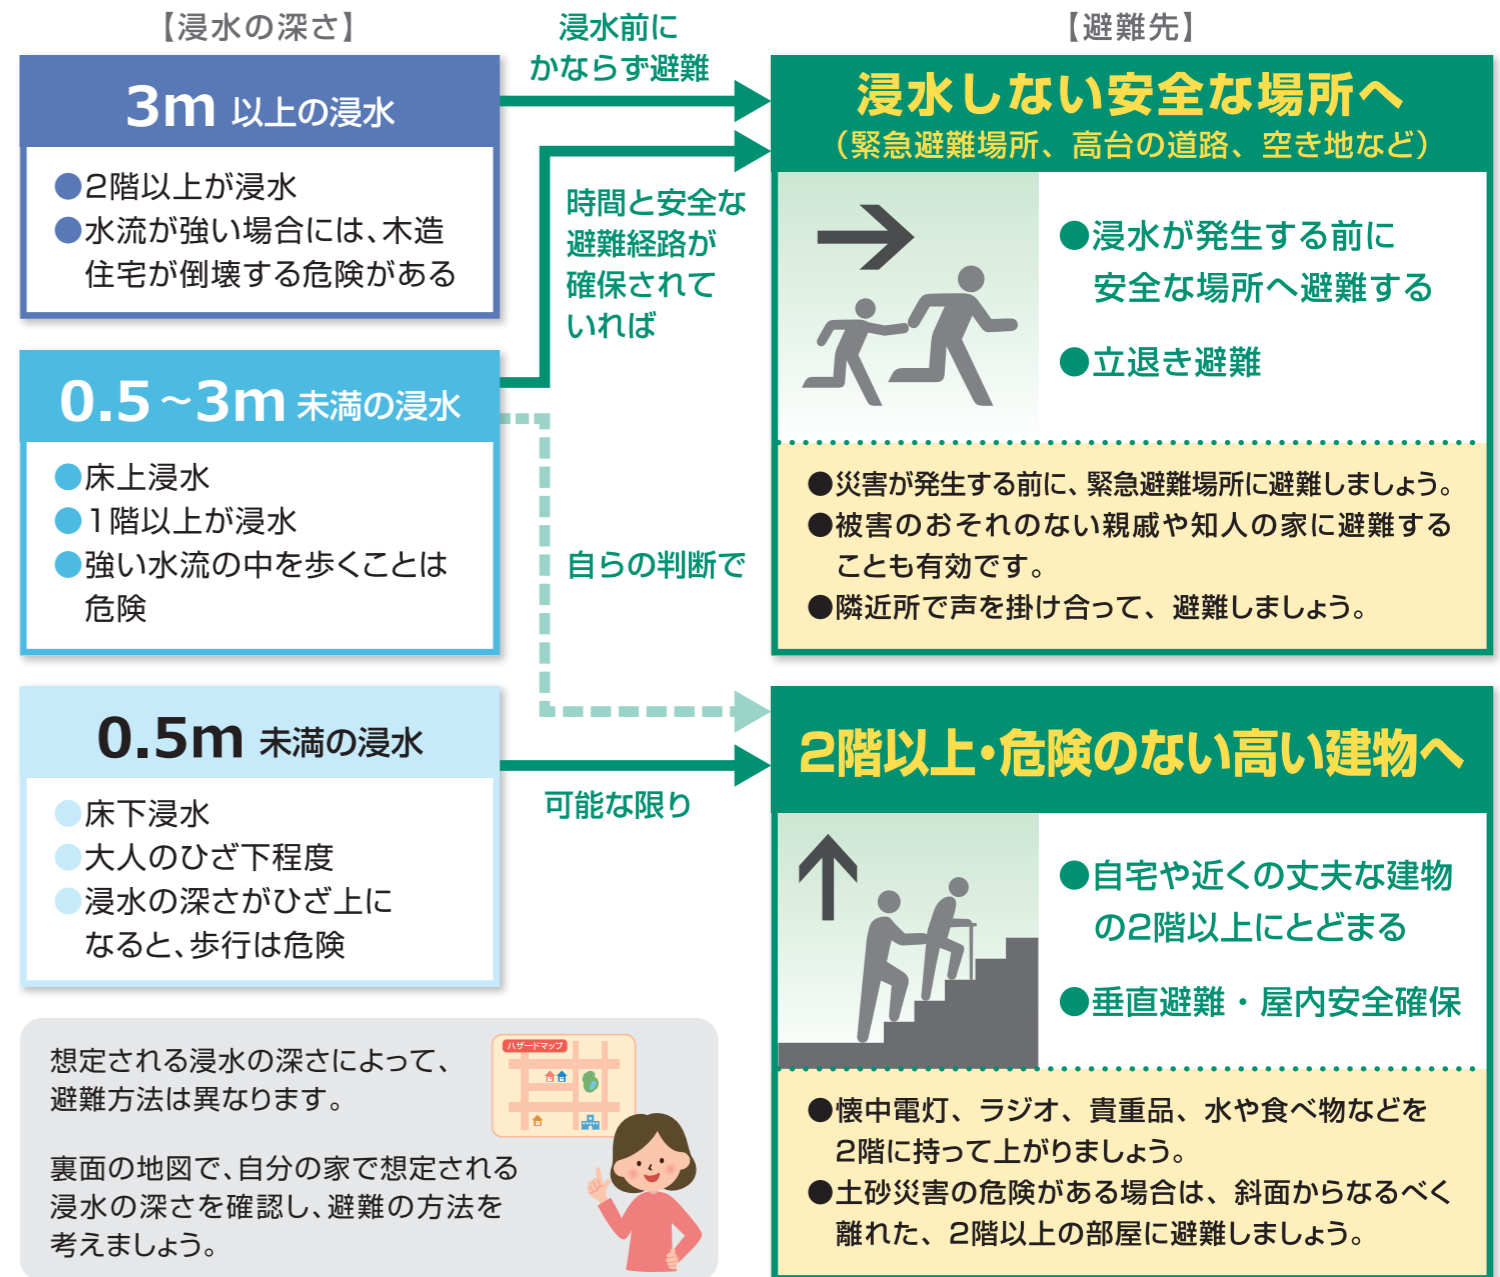 【浸水の深さ】
3m 以上の浸水
●2階以上が浸水
●水流が強い場合には、木造
住宅が倒壊する危険がある
0.5～3m 未満の浸水
●床上浸水
●1階以上が浸水
●強い水流の中を歩くことは
危険
0.5m 未満の浸水
●床下浸水
●大人のひざ下程度
●浸水の深さがひざ上に
なると、歩行は危険
浸水前に
かならず避難
時間と安全な
避難経路が
確保されて
いれば
自らの判断で
可能な限り
【避難先】
浸水しない安全な場所へ
（緊急避難場所、高台の道路、空き地など）
●浸水が発生する前に
安全な場所へ避難する
●立退き避難
●災害が発生する前に、緊急避難場所に避難しましょう。
●被害のおそれのない親戚や知人の家に避難する
ことも有効です。
●隣近所で声を掛け合って、避難しましょう。
2階以上・危険のない高い建物へ
●自宅や近くの丈夫な建物
の2階以上にとどまる
●垂直避難・屋内安全確保
●懐中電灯、ラジオ、貴重品、水や食べ物などを
2階に持って上がりましょう。
●土砂災害の危険がある場合は、斜面からなるべく
離れた、2階以上の部屋に避難しましょう。
想定される浸水の深さによって、
避難方法は異なります。
裏面の地図で、自分の家で想定される
浸水の深さを確認し、避難の方法を
考えましょう。
ハザードマップ